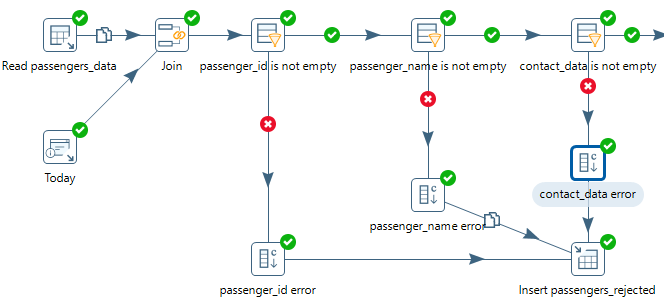 Read passengers_data
Join
passenger_id is not empty
passenger_name is not empty
contact_data is not empty
Today
contact_data error
passenger_name error
passenger_id error
Insert passengers_rejected